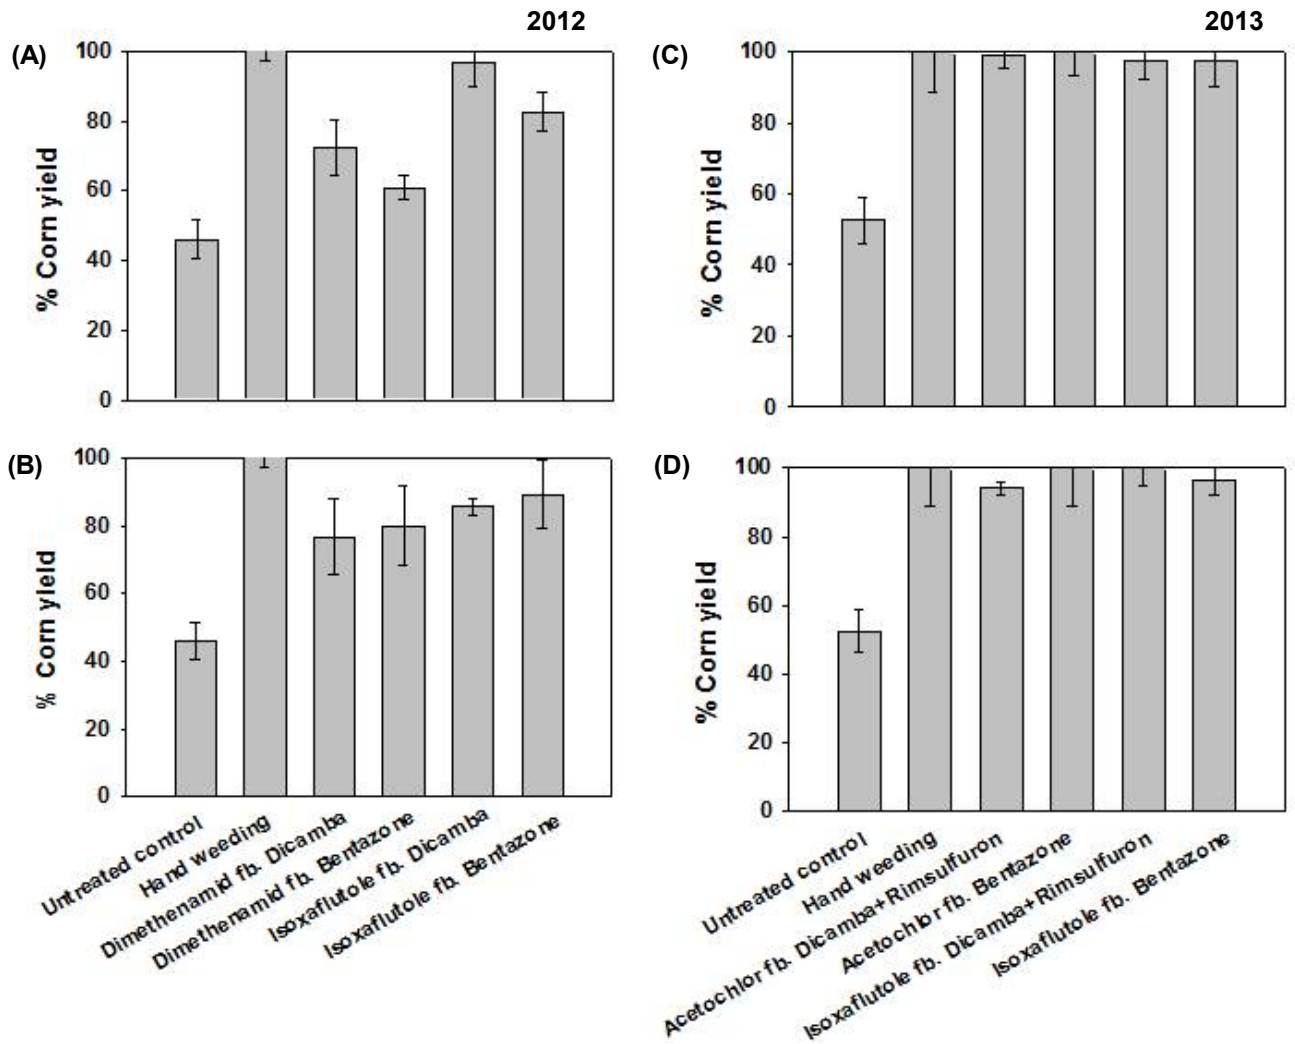 2012
(A)
% Corn yield
100
80
60
40
20
0
2013
(C)
% Corn yield
100
80
60
40
20
0
(B)
% Corn yield
100
80
60
40
20
0
Untreated control
Hand weeding
Dimethenamid fb. Dicamba
Dimethenamid fb. Bentazone
Isoxaflutole fb. Dicamba
Isoxaflutole fb. Bentazone
(D)
% Corn yield
100
80
60
40
20
0
Untreated control
Hand weeding
Acetochlor fb. Dicamba+Rimsulfuron
Acetochlor fb. Bentazone
Isoxaflutole fb. Dicamba+Rimsulfuron
Isoxaflutole fb. Bentazone